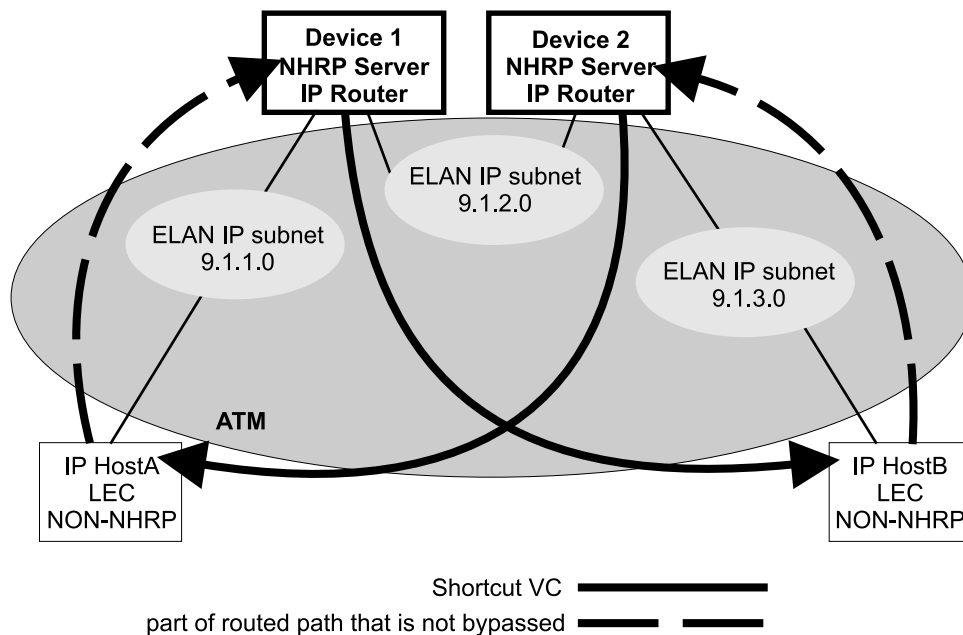 Device 1
NHRP Server
IP Router
Device 2
NHRP Server
IP Router
ELAN IP subnet
9.1.2.0
ELAN IP subnet
9.1.1.0
ELAN IP subnet
9.1.3.0
ATM
IP HostA
LEC
NON-NHRP
IP HostB
LEC
NON-NHRP
Shortcut VC
part of routed path that is not bypassed